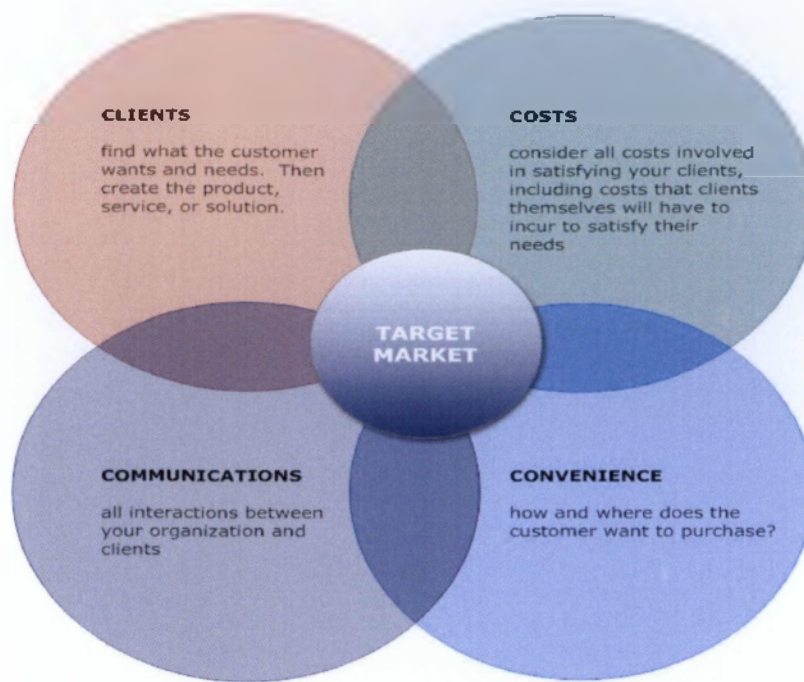 CLIENTS
find what the customer
wants and needs.  Then
create the product,
service, or solution.
COSTS
consider all costs involved
in satisfying your clients,
including costs that clients
themselves will have to
incur to satisfy their
needs
TARGET
MARKET
COMMUNICATIONS
all interactions between
your organization and
clients
CONVENIENCE
how and where does the
customer want to purchase?